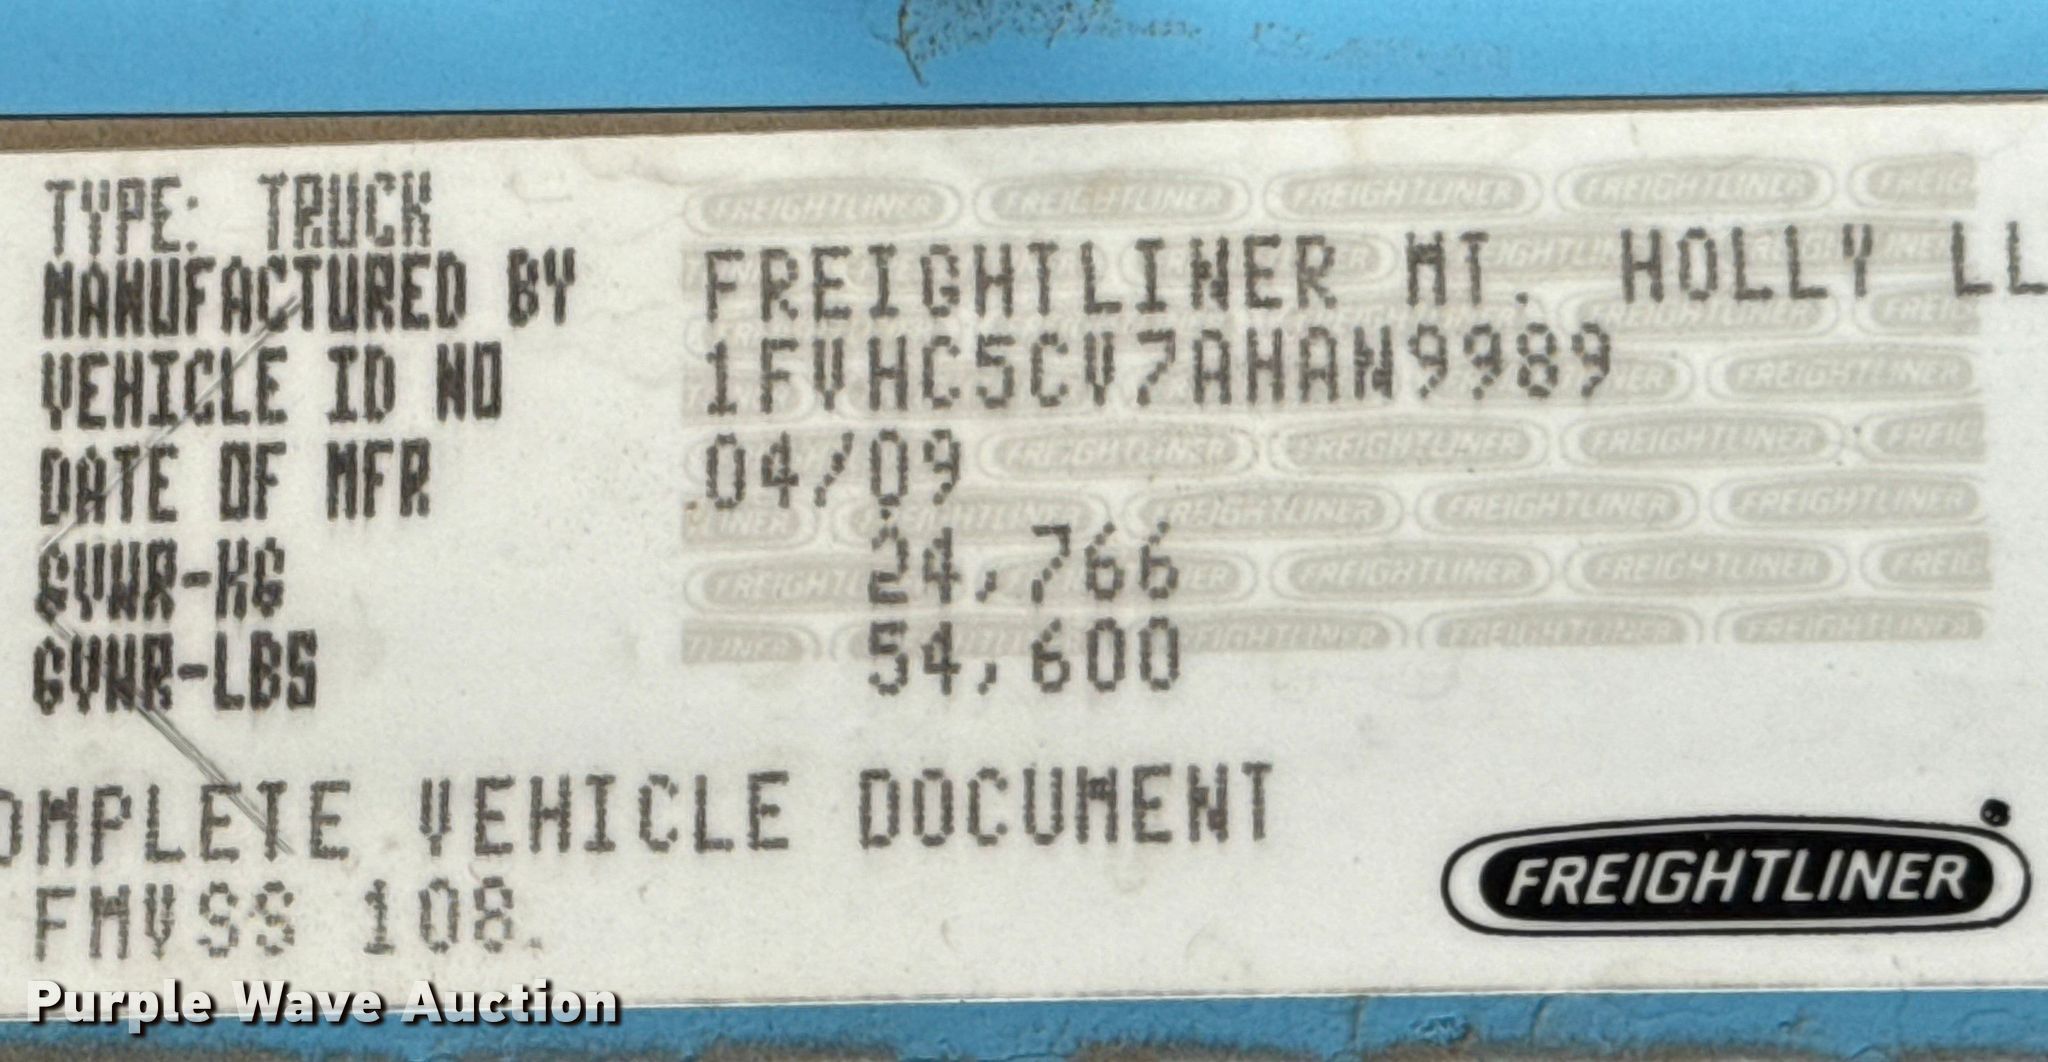 TYPE: TRUCK
MANUFACTURED BY FREIGHTLINER MT. HOLLY LL
VEHICLE ID NO 1FVHC5CV7AHAN9989
DATE OF MFR 04/09
GVWR-KG 24,766
GVWR-LBS 54,600
OMPLETE VEHICLE DOCUMENT
FMVSS 108.
FREIGHTLINER
Purple Wave Auction